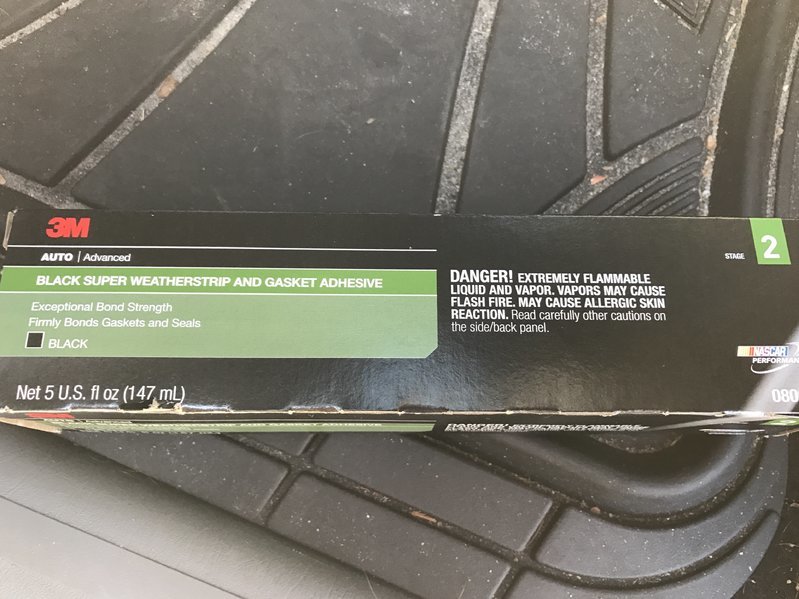 3M
AUTO | Advanced
BLACK SUPER WEATHERSTRIP AND GASKET ADHESIVE
Exceptional Bond Strength
Firmly Bonds Gaskets and Seals
BLACK
Net 5 U.S. fl oz (147 mL)
DANGER! EXTREMELY FLAMMABLE
LIQUID AND VAPOR. VAPORS MAY CAUSE
FLASH FIRE. MAY CAUSE ALLERGIC SKIN
REACTION. Read carefully other cautions on
the side/back panel.
STAGE 2
NASCAR